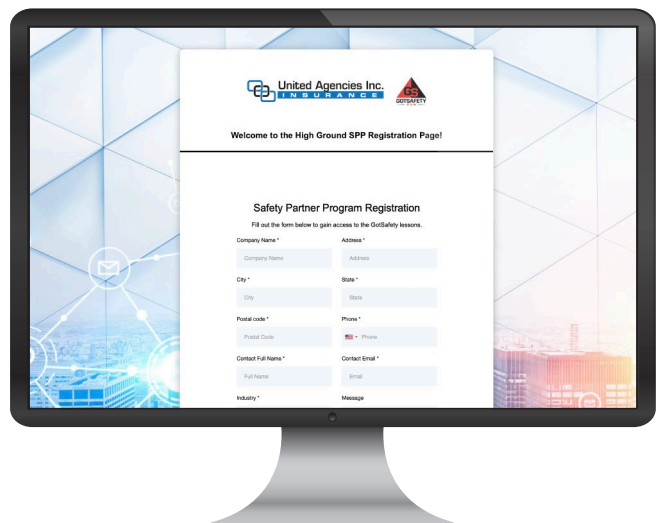 United Agencies Inc.
INSURANCE
GS
GOTSAFETY
Welcome to the High Ground SPP Registration Page!
Safety Partner Program Registration
Fill out the form below to gain access to the GotSafety lessons.
Company Name * Address *
Company Name Address
City * State *
City State
Postal code * Phone *
Postal Code Phone
Contact Full Name * Contact Email *
Full Name Email
Industry * Message